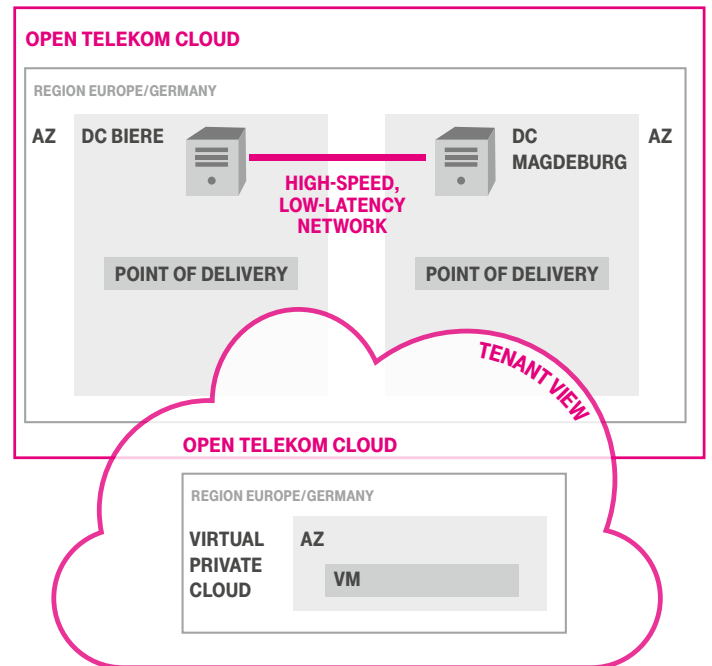 OPEN TELEKOM CLOUD
REGION EUROPE/GERMANY
AZ
DC BIERE
DC
MAGDEBURG
AZ
HIGH-SPEED,
LOW-LATENCY
NETWORK
POINT OF DELIVERY
POINT OF DELIVERY
TENANT VIEW
OPEN TELEKOM CLOUD
REGION EUROPE/GERMANY
VIRTUAL
PRIVATE
CLOUD
AZ
VM